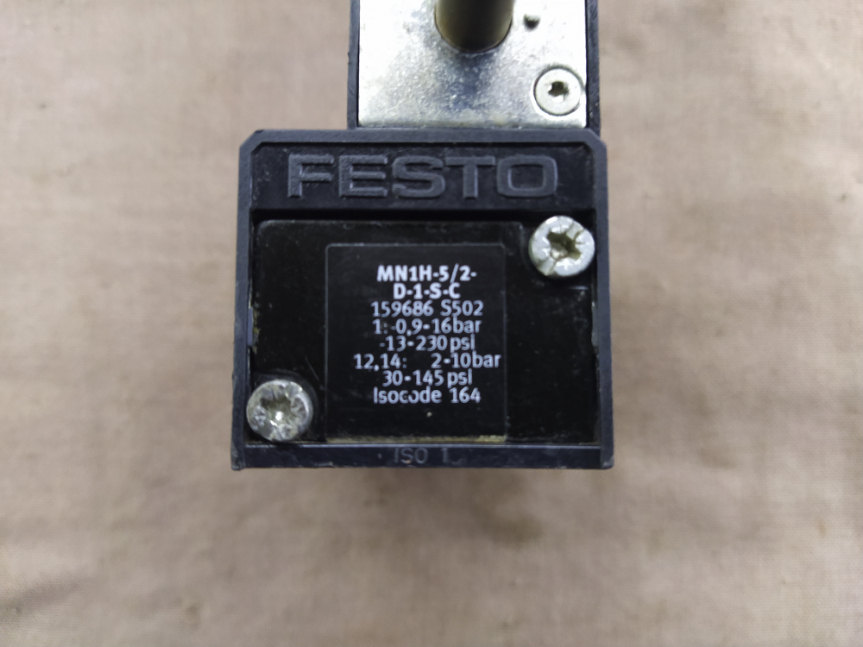 FESTO
MN1H-5/2-
D-1-S-C
159686 S502
1: -0,9-16bar
-13-230psi
12,14: 2-10bar
30-145psi
Isocode 164
ISO 1